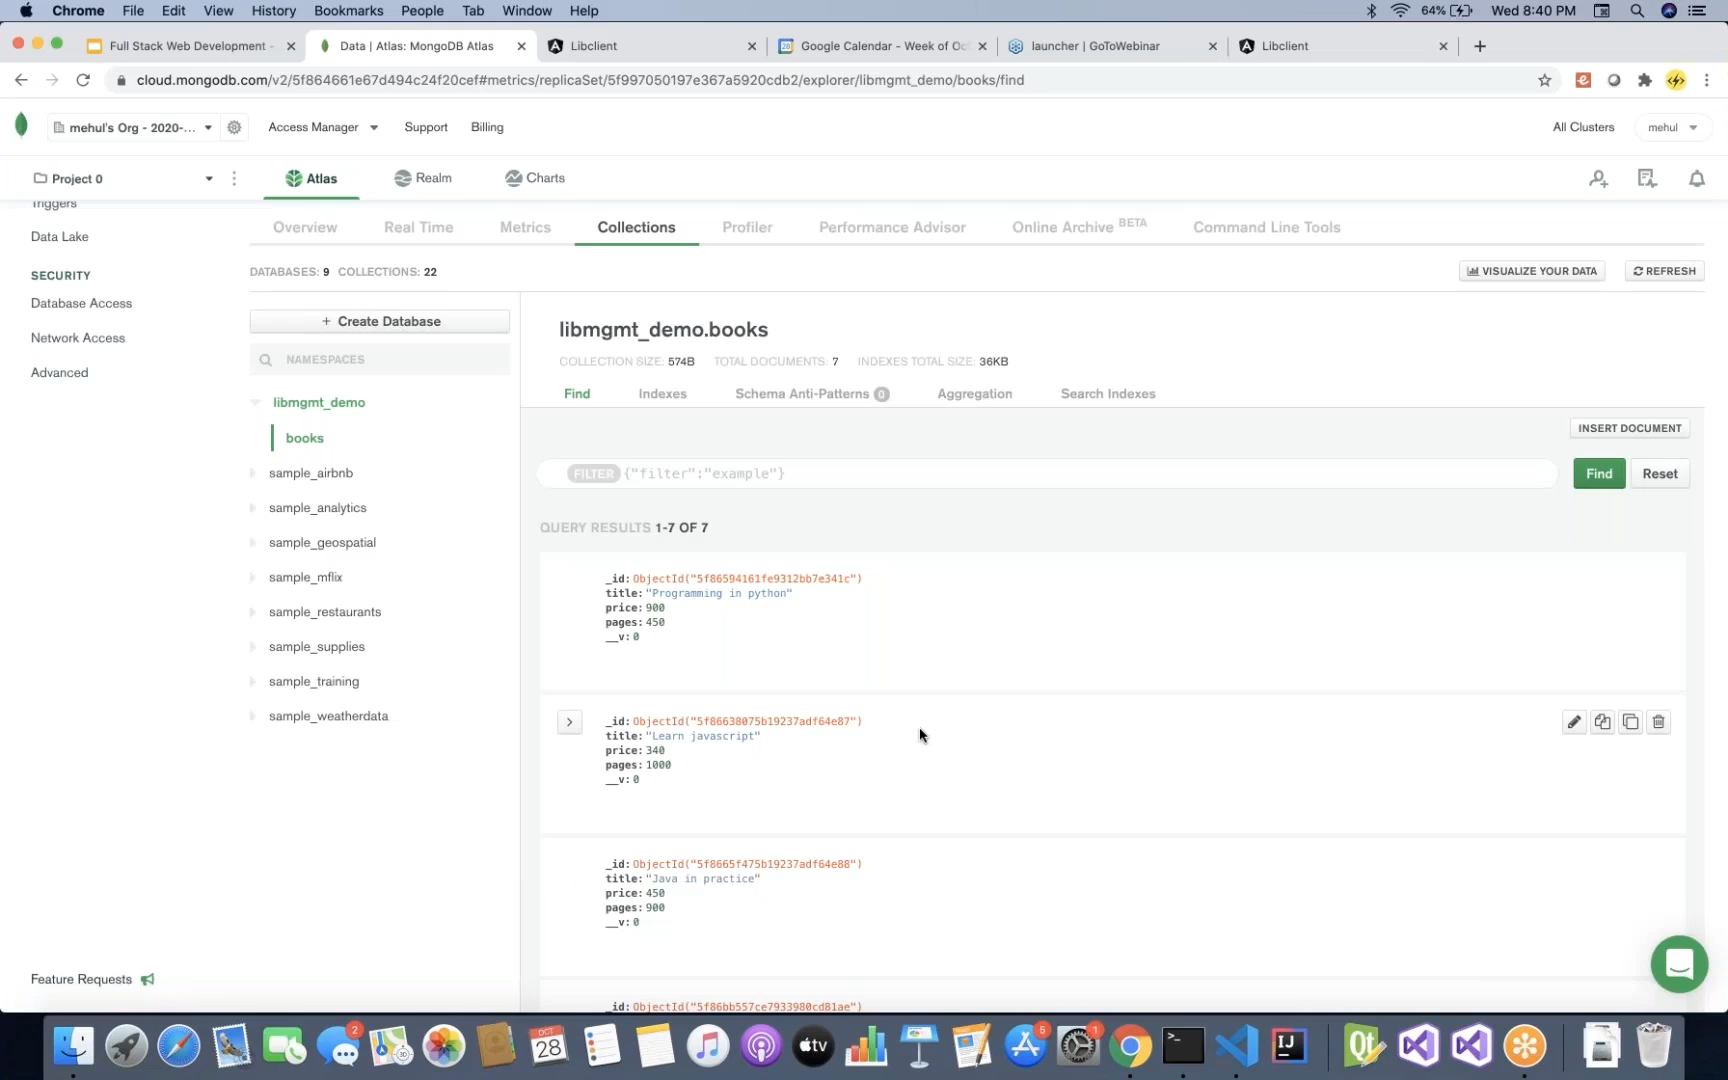 Chrome File Edit View History Bookmarks People Tab Window Help 64% Wed 8:40 PM
Full Stack Web Development - Data | Atlas: MongoDB Atlas Libclient Google Calendar - Week of Oc launcher | GoToWebinar Libclient
cloud.mongodb.com/v2/5f864661e67d494c24f20cef#metrics/replicaSet/5f997050197e367a5920cdb2/explorer/libmgmt_demo/books/find
mehul's Org - 2020-... Access Manager Support Billing All Clusters mehul
Project 0 Atlas Realm Charts
Triggers
Overview Real Time Metrics Collections Profiler Performance Advisor Online Archive BETA Command Line Tools
Data Lake
DATABASES: 9 COLLECTIONS: 22 VISUALIZE YOUR DATA REFRESH
SECURITY
Database Access
Network Access
Advanced
+ Create Database
NAMESPACES
libmgmt_demo
books
sample_airbnb
sample_analytics
sample_geospatial
sample_mflix
sample_restaurants
sample_supplies
sample_training
sample_weatherdata
libmgmt_demo.books
COLLECTION SIZE: 574B TOTAL DOCUMENTS: 7 INDEXES TOTAL SIZE: 36KB
Find Indexes Schema Anti-Patterns 0 Aggregation Search Indexes
INSERT DOCUMENT
FILTER {"filter":"example"} Find Reset
QUERY RESULTS 1-7 OF 7
_id: ObjectId("5f86594161fe9312bb7e341c")
title: "Programming in python"
price: 900
pages: 450
__v: 0
_id: ObjectId("5f86638075b19237adf64e87")
title: "Learn javascript"
price: 340
pages: 1000
__v: 0
_id: ObjectId("5f8665f475b19237adf64e88")
title: "Java in practice"
price: 450
pages: 900
__v: 0
_id: ObjectId("5f86bb557ce7933980cd81ae")
Feature Requests
2
OCT
28
tv
5
1
IJ
Qt